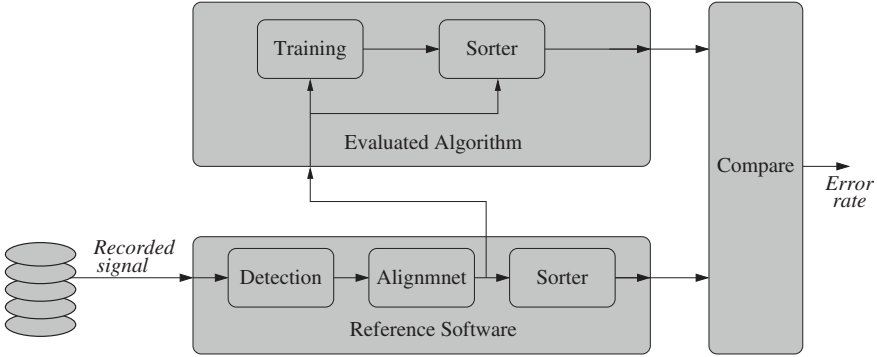 Training
Sorter
Evaluated Algorithm
Compare
Error
rate
Recorded
signal
Detection
Alignmnet
Sorter
Reference Software